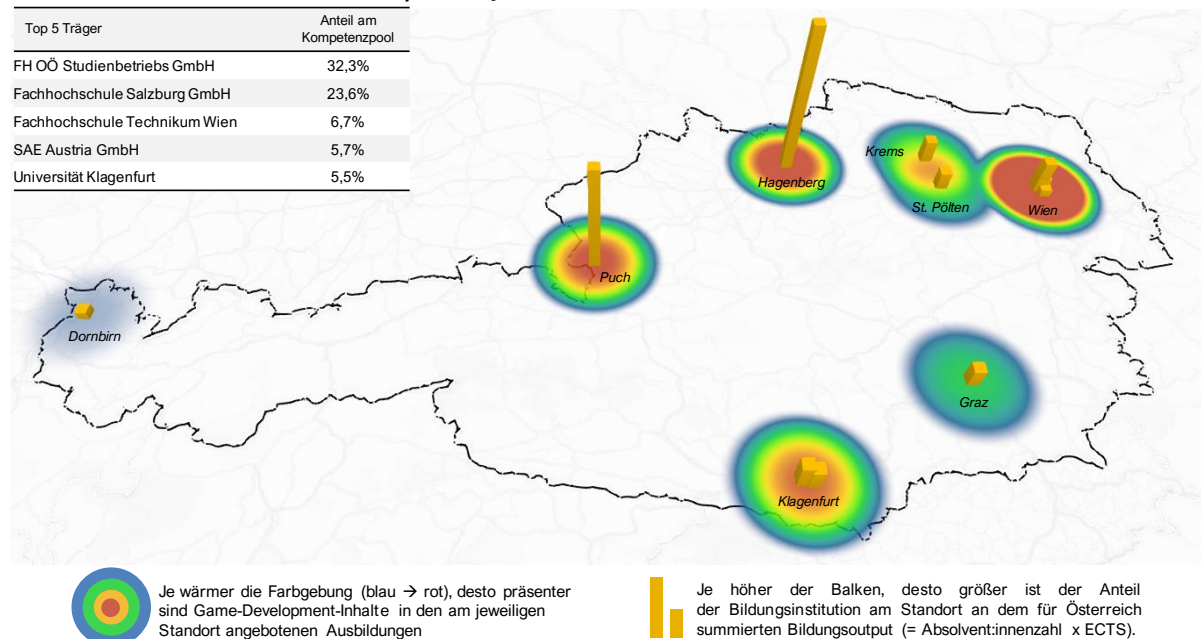 Top 5 Träger
Anteil am
Kompetenzpool
FH OÖ Studienbetriebs GmbH 32,3%
Fachhochschule Salzburg GmbH 23,6%
Fachhochschule Technikum Wien 6,7%
SAE Austria GmbH 5,7%
Universität Klagenfurt 5,5%
Krems
Hagenberg
St. Pölten
Wien
Puch
Dornbirn
Graz
Klagenfurt
Je wärmer die Farbgebung (blau → rot), desto präsenter
sind Game-Development-Inhalte in den am jeweiligen
Standort angebotenen Ausbildungen
Je höher der Balken, desto größer ist der Anteil
der Bildungsinstitution am Standort an dem für Österreich
summierten Bildungsoutput (= Absolvent:innenzahl x ECTS).